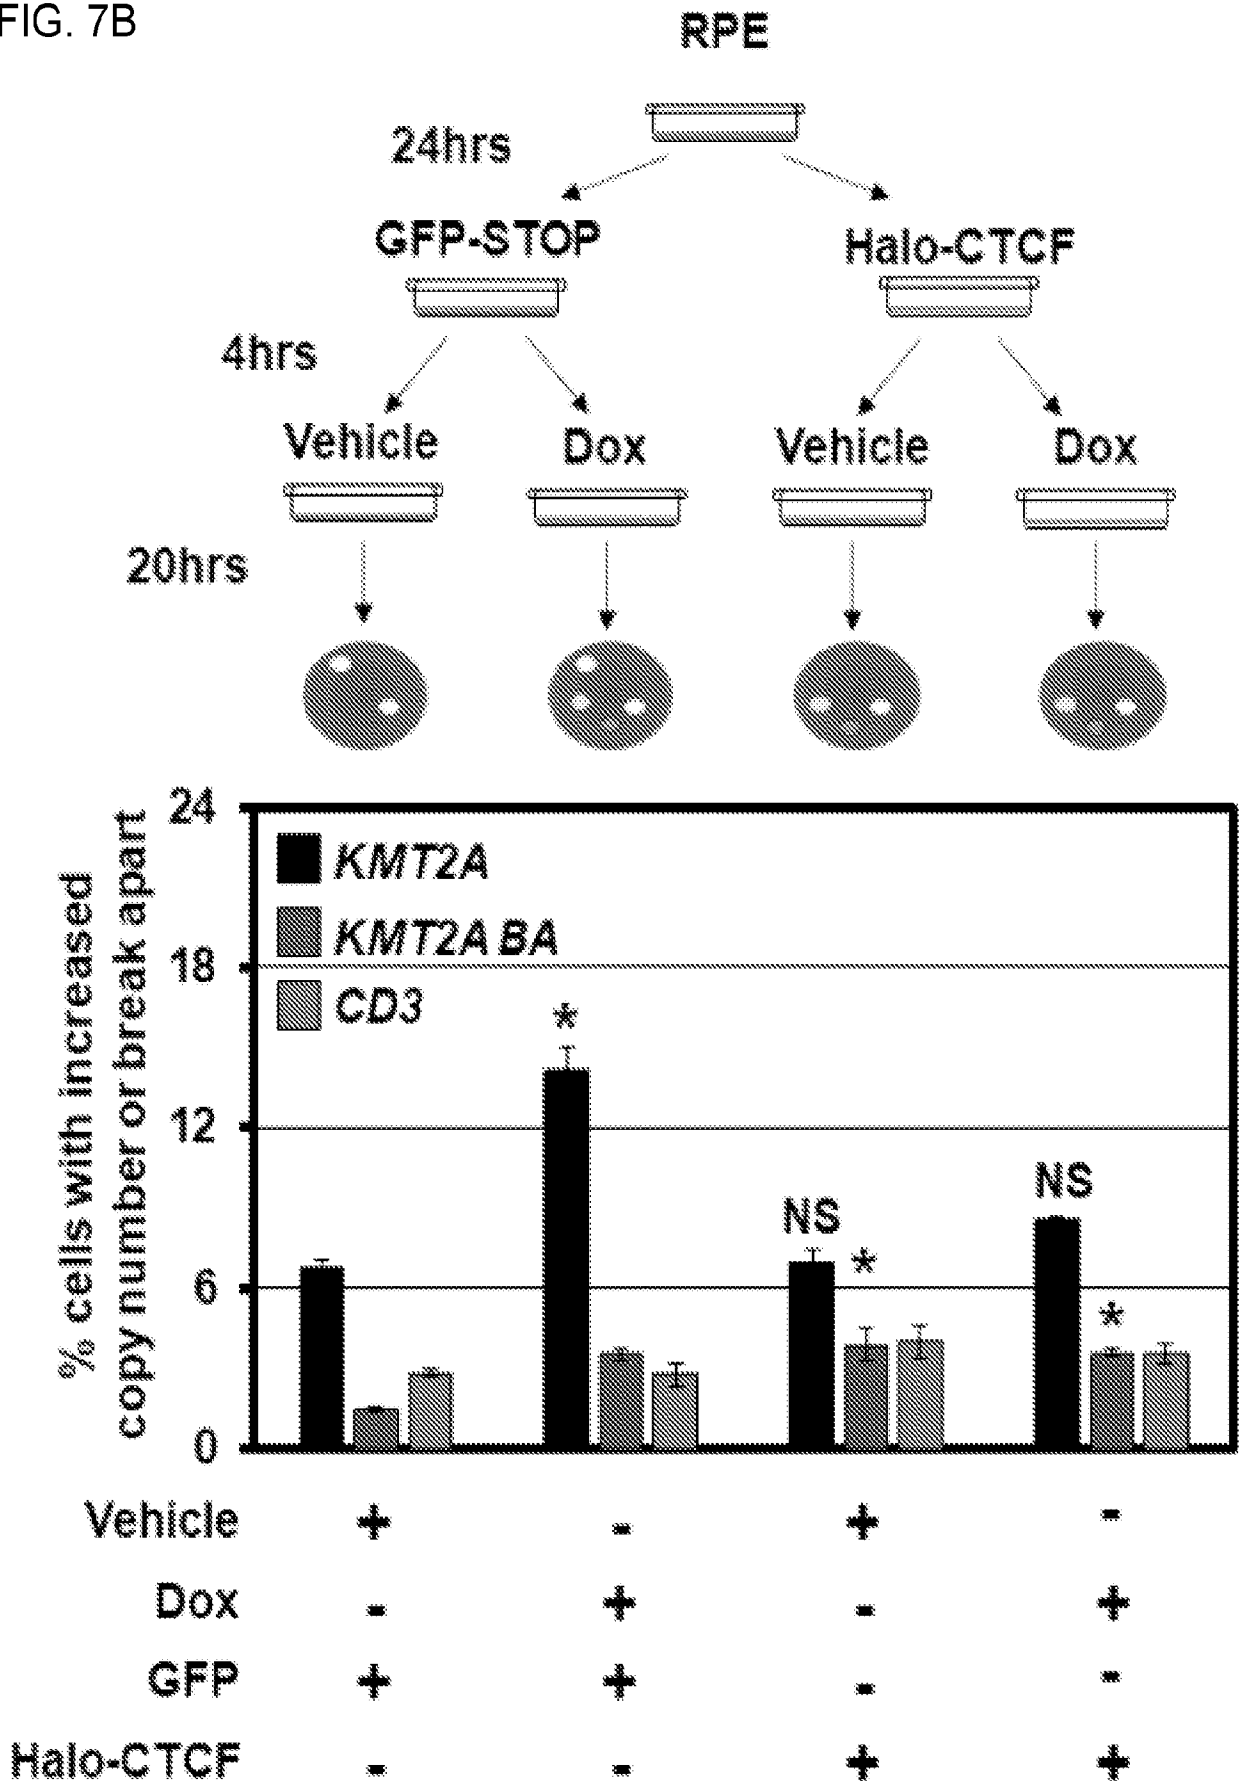 FIG. 7B
RPE
24hrs
GFP-STOP Halo-CTCF
4hrs
Vehicle Dox Vehicle Dox
20hrs
% cells with increased
copy number or break apart
24
18
12
6
0
KMT2A
KMT2A BA
CD3
*
NS *
NS
*
Vehicle + - + -
Dox - + - +
GFP + + - -
Halo-CTCF - - + +